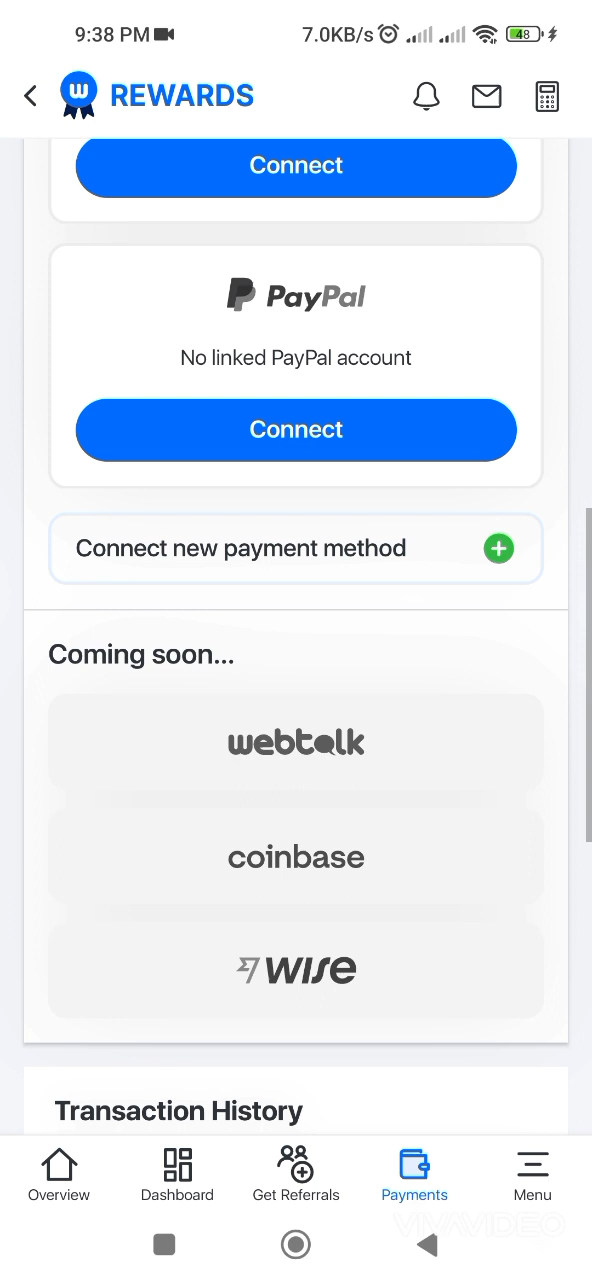 9:38 PM 7.0KB/s 48
w REWARDS
Connect
PayPal
No linked PayPal account
Connect
Connect new payment method
Coming soon...
webtalk
coinbase
wise
Transaction History
Overview Dashboard Get Referrals Payments Menu
VIVAVIDEO